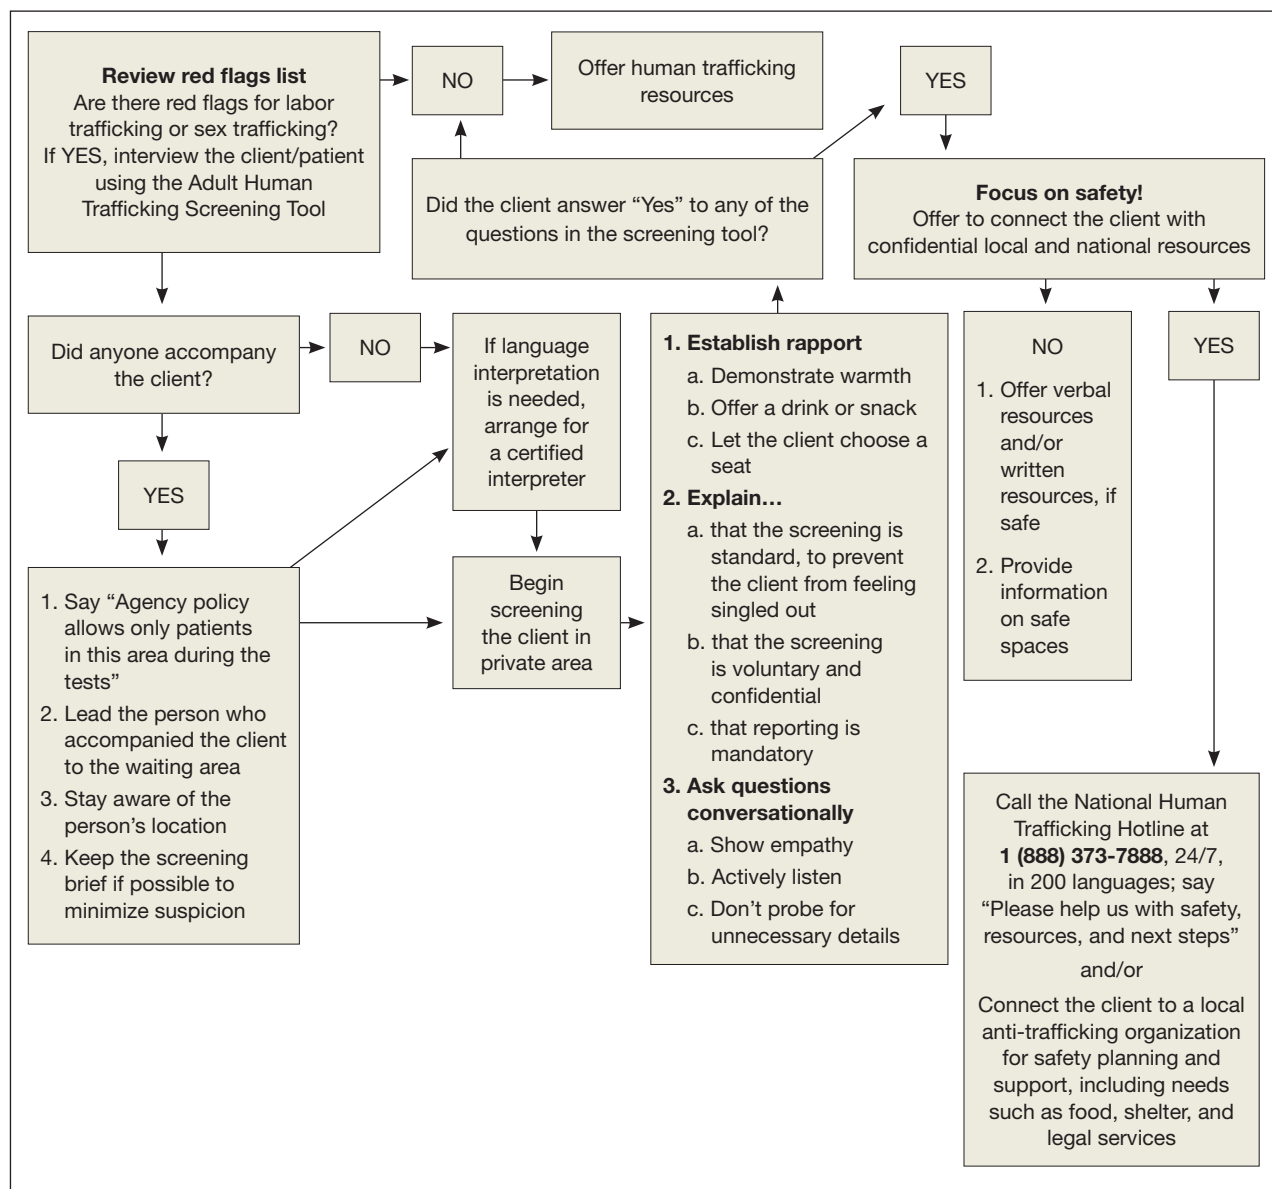 Review red flags list
Are there red flags for labor
trafficking or sex trafficking?
If YES, interview the client/patient
using the Adult Human
Trafficking Screening Tool
NO
Offer human trafficking
resources
YES
Did the client answer “Yes” to any of the
questions in the screening tool?
Focus on safety!
Offer to connect the client with
confidential local and national resources
Did anyone accompany
the client?
NO
If language
interpretation
is needed,
arrange for
a certified
interpreter
YES
1. Say “Agency policy
allows only patients
in this area during the
tests”
2. Lead the person who
accompanied the client
to the waiting area
3. Stay aware of the
person’s location
4. Keep the screening
brief if possible to
minimize suspicion
Begin
screening
the client in
private area
1. Establish rapport
a. Demonstrate warmth
b. Offer a drink or snack
c. Let the client choose a
seat
2. Explain…
a. that the screening is
standard, to prevent
the client from feeling
singled out
b. that the screening
is voluntary and
confidential
c. that reporting is
mandatory
3. Ask questions
conversationally
a. Show empathy
b. Actively listen
c. Don’t probe for
unnecessary details
NO
1. Offer verbal
resources
and/or
written
resources, if
safe
2. Provide
information
on safe
spaces
YES
Call the National Human
Trafficking Hotline at
1 (888) 373-7888, 24/7,
in 200 languages; say
“Please help us with safety,
resources, and next steps”
and/or
Connect the client to a local
anti-trafficking organization
for safety planning and
support, including needs
such as food, shelter, and
legal services